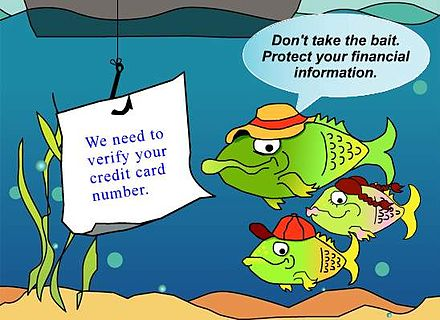 Don't take the bait.
Protect your financial
information.
We need to
verify your
credit card
number.